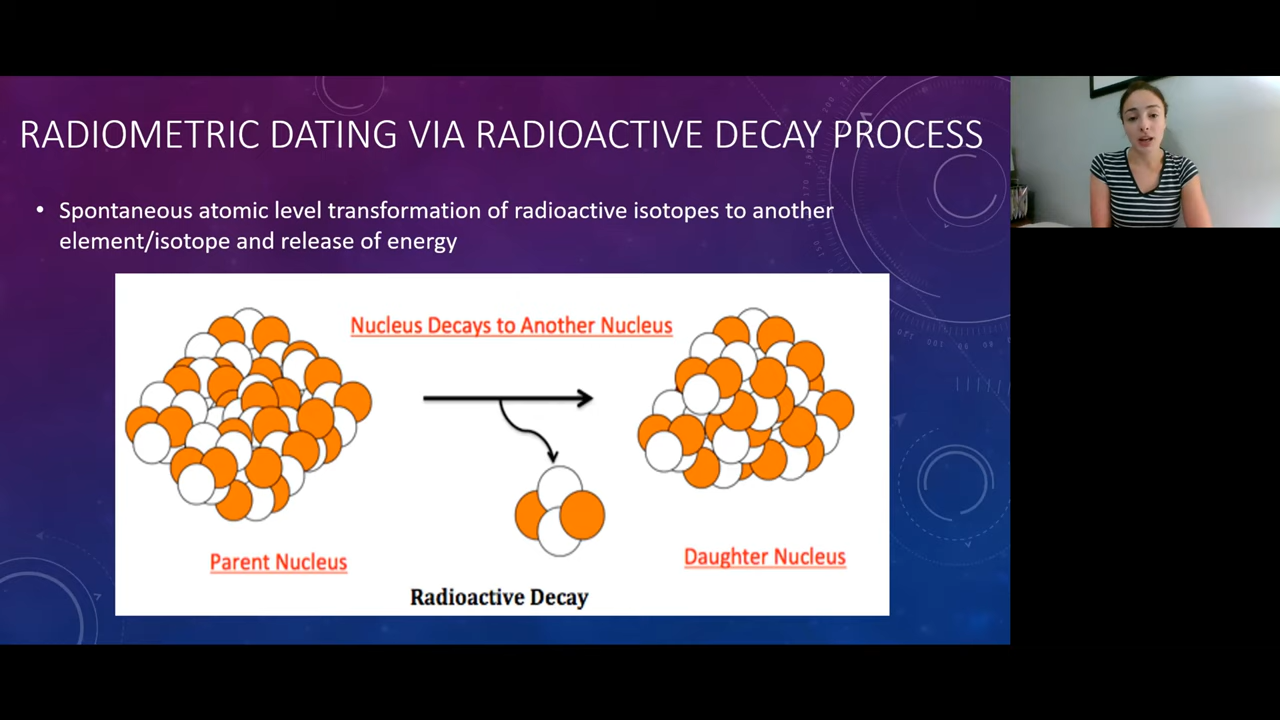 RADIOMETRIC DATING VIA RADIOACTIVE DECAY PROCESS
• Spontaneous atomic level transformation of radioactive isotopes to another
element/isotope and release of energy
Nucleus Decays to Another Nucleus
Parent Nucleus
Daughter Nucleus
Radioactive Decay